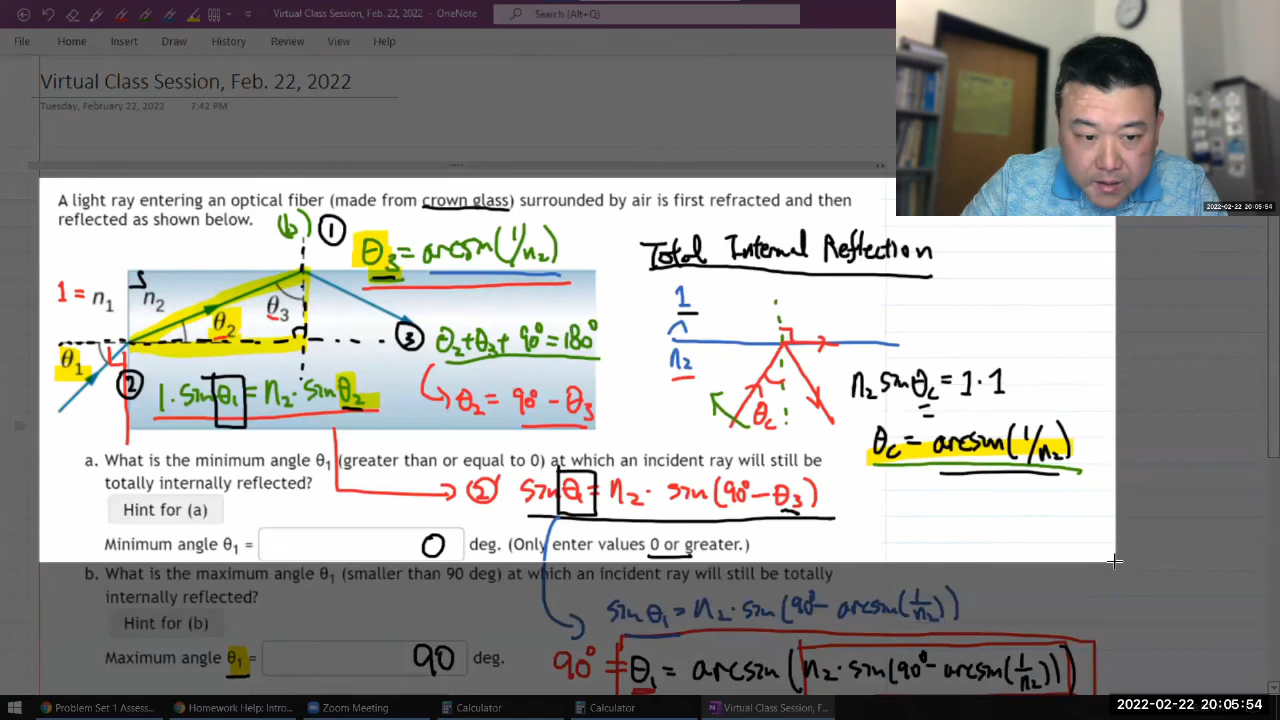 Virtual Class Session, Feb. 22, 2022 - OneNote
Search (Alt+Q)
File Home Insert Draw History Review View Help
Virtual Class Session, Feb. 22, 2022
Tuesday, February 22, 2022 7:42 PM
2022-02-22 20:05:54
A light ray entering an optical fiber (made from crown glass) surrounded by air is first refracted and then
reflected as shown below.
(b) ①
θ₃ = arcsin(1/n₂)
1 = n₁
n₂
θ₃
θ₂
θ₁
③ θ₂+θ₃+90°=180°
② 1·sinθ₁ = n₂·sinθ₂
θ₂ = 90° − θ₃
Total Internal Reflection
1
n₂
θc
n₂ sinθc = 1·1
θc = arcsin(1/n₂)
a. What is the minimum angle θ₁ (greater than or equal to 0) at which an incident ray will still be
totally internally reflected?
②' sinθ₁ = n₂· sin(90°−θ₃)
Hint for (a)
Minimum angle θ₁ = 0 deg. (Only enter values 0 or greater.)
b. What is the maximum angle θ₁ (smaller than 90 deg) at which an incident ray will still be totally
internally reflected?
sinθ₁ = n₂·sin(90°− arcsin(1/n₂))
Hint for (b)
Maximum angle θ₁ = 90 deg.
90° = θ₁ = arcsin(n₂·sin(90°−arcsin(1/n₂)))
Problem Set 1 Assess...
Homework Help: Intro...
Zoom Meeting
Calculator
Calculator
Virtual Class Session, F...
2022-02-22 20:05:54